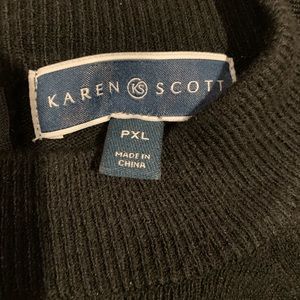 KAREN KS SCOTT
PXL
MADE IN
CHINA